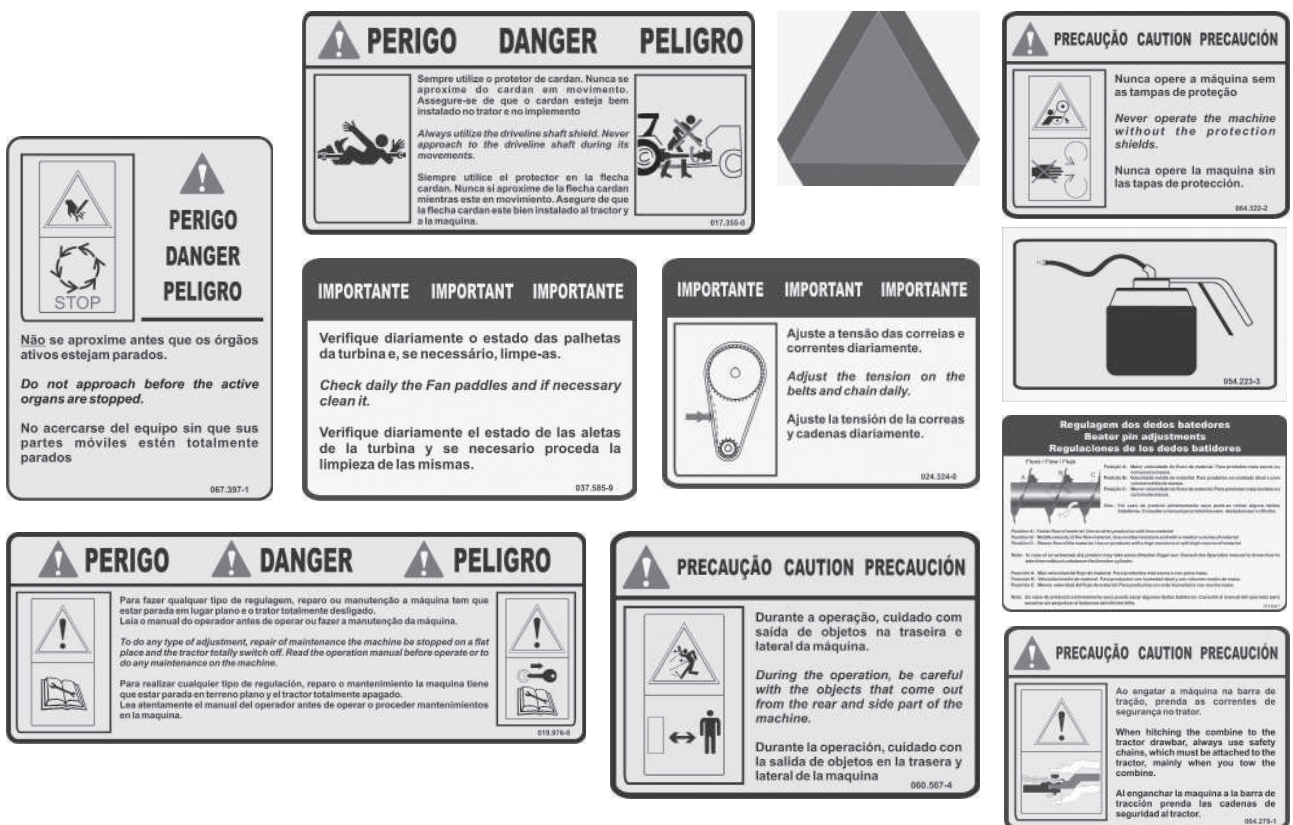 PERIGO DANGER PELIGRO
Sempre utilize o protetor de cardan. Nunca se
aproxime do cardan em movimento.
Assegure-se de que o cardan esteja bem
instalado no trator e no implemento
Always utilize the driveline shaft shield. Never
approach to the driveline shaft during its
movements.
Siempre utilice el protector en la flecha
cardan. Nunca si aproxime de la flecha cardan
mientras este en movimiento. Asegure de que
la flecha cardan este bien instalado al tractor y
a la maquina.
017.355-0
PRECAUÇÃO CAUTION PRECAUCIÓN
Nunca opere a máquina sem
as tampas de proteção
Never operate the machine
without the protection
shields.
Nunca opere la maquina sin
las tapas de protección.
064.322-2
STOP
PERIGO
DANGER
PELIGRO
Não se aproxime antes que os órgãos
ativos estejam parados.
Do not approach before the active
organs are stopped.
No acercarse del equipo sin que sus
partes móviles estén totalmente
parados
067.397-1
IMPORTANTE IMPORTANT IMPORTANTE
Verifique diariamente o estado das palhetas
da turbina e, se necessário, limpe-as.
Check daily the Fan paddles and if necessary
clean it.
Verifique diariamente el estado de las aletas
de la turbina y se necesario proceda la
limpieza de las mismas.
037.585-9
IMPORTANTE IMPORTANT IMPORTANTE
Ajuste a tensão das correias e
correntes diariamente.
Adjust the tension on the
belts and chain daily.
Ajuste la tensión de la correas
y cadenas diariamente.
024.324-0
054.223-3
Regulagem dos dedos batedores
Beater pin adjustments
Regulaciones de los dedos batidores
Fluxo / Flow / Flujo
A B C
PERIGO DANGER PELIGRO
Para fazer qualquer tipo de regulagem, reparo ou manutenção a máquina tem que
estar parada em lugar plano e o trator totalmente desligado.
Leia o manual do operador antes de operar ou fazer a manutenção da máquina.
To do any type of adjustment, repair of maintenance the machine be stopped on a flat
place and the tractor totally switch off. Read the operation manual before operate or to
do any maintenance on the machine.
Para realizar cualquier tipo de regulación, reparo o mantenimiento la maquina tiene
que estar parada en terreno plano y el tractor totalmente apagado.
Lea atentamente el manual del operador antes de operar o proceder mantenimientos
en la maquina.
019.976-8
PRECAUÇÃO CAUTION PRECAUCIÓN
Durante a operação, cuidado com
saída de objetos na traseira e
lateral da máquina.
During the operation, be careful
with the objects that come out
from the rear and side part of the
machine.
Durante la operación, cuidado con
la salida de objetos en la trasera y
lateral de la maquina
060.567-4
PRECAUÇÃO CAUTION PRECAUCIÓN
Ao engatar a máquina na barra de
tração, prenda as correntes de
segurança no trator.
When hitching the combine to the
tractor drawbar, always use safety
chains, which must be attached to the
tractor, mainly when you tow the
combine.
Al enganchar la maquina a la barra de
tracción prenda las cadenas de
seguridad al tractor.
004.279-1